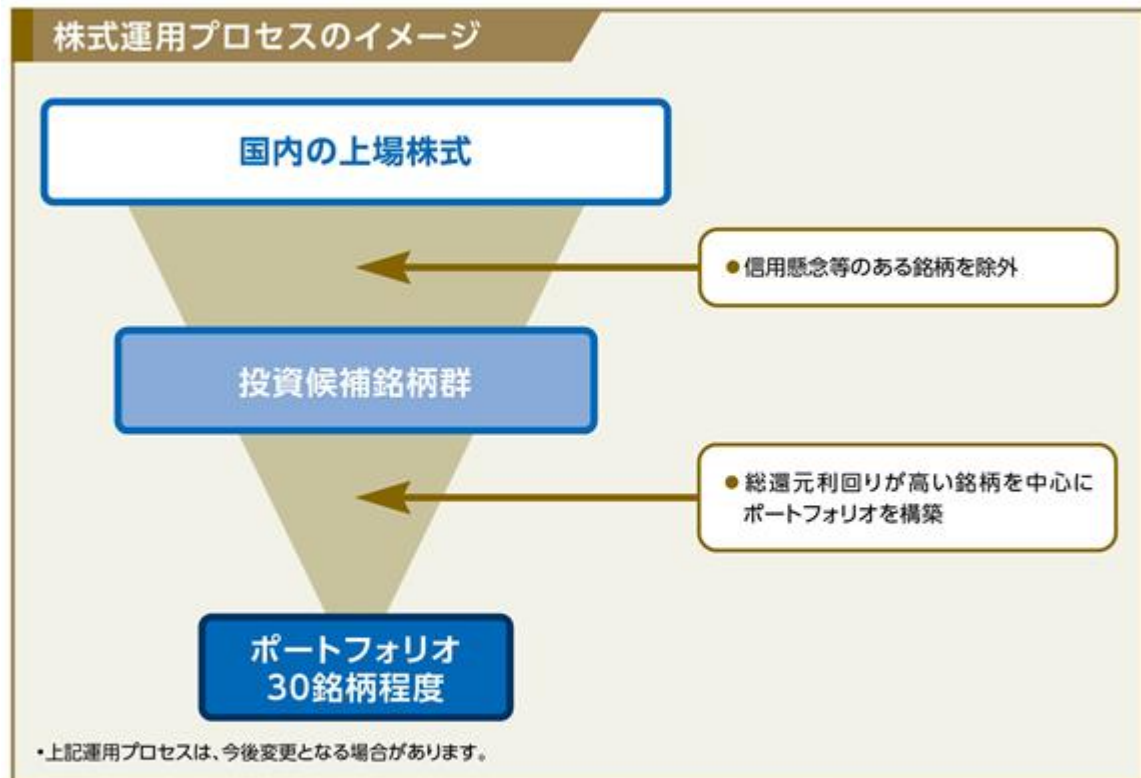 株式運用プロセスのイメージ
国内の上場株式
●信用懸念等のある銘柄を除外
投資候補銘柄群
●総還元利回りが高い銘柄を中心に
ポートフォリオを構築
ポートフォリオ
30銘柄程度
・上記運用プロセスは、今後変更となる場合があります。